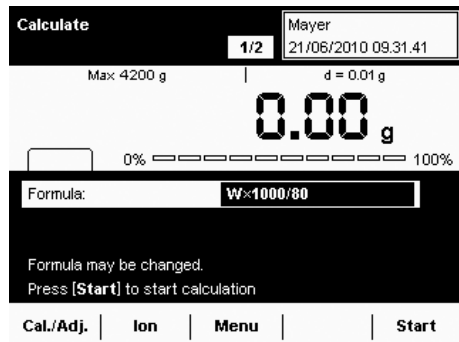 Calculate
1/2
Mayer
21/06/2010 09.31.41
Max 4200 g
d = 0.01 g
0.00 g
0% 100%
Formula: W×1000/80
Formula may be changed.
Press [Start] to start calculation
Cal./Adj. Ion Menu Start